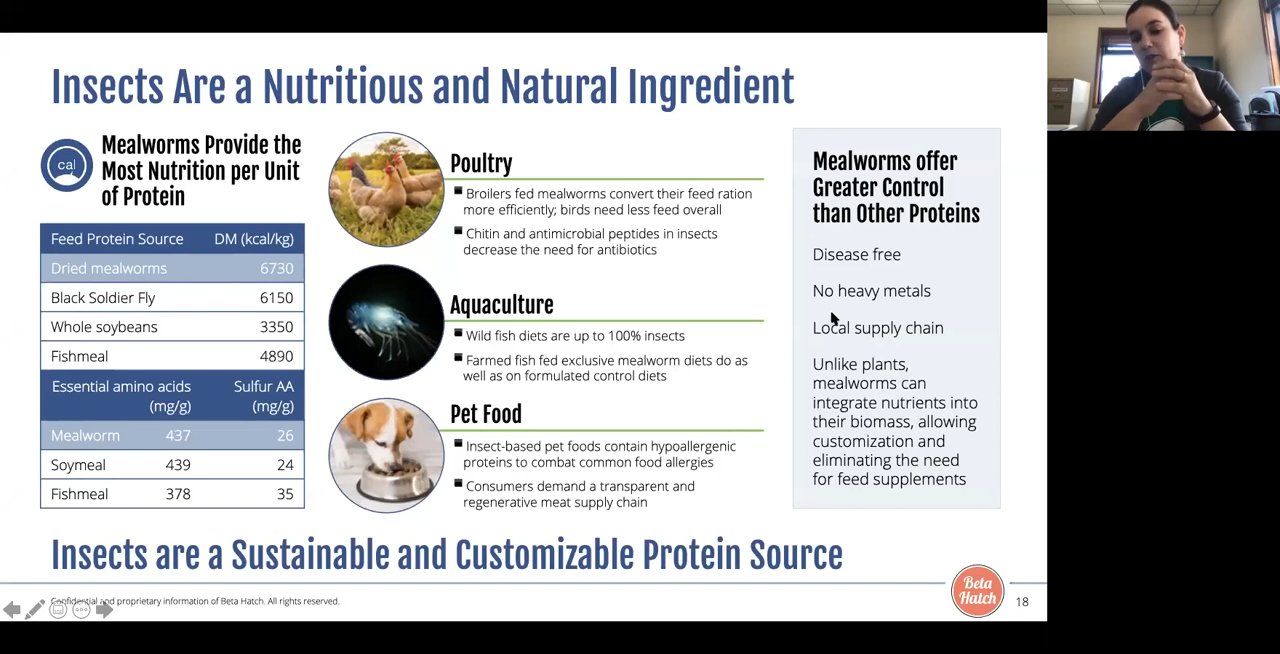 Insects Are a Nutritious and Natural Ingredient
cal
Mealworms Provide the
Most Nutrition per Unit
of Protein
Feed Protein Source DM (kcal/kg)
Dried mealworms 6730
Black Soldier Fly 6150
Whole soybeans 3350
Fishmeal 4890
Essential amino acids Sulfur AA
(mg/g) (mg/g)
Mealworm 437 26
Soymeal 439 24
Fishmeal 378 35
Poultry
Broilers fed mealworms convert their feed ration
more efficiently; birds need less feed overall
Chitin and antimicrobial peptides in insects
decrease the need for antibiotics
Aquaculture
Wild fish diets are up to 100% insects
Farmed fish fed exclusive mealworm diets do as
well as on formulated control diets
Pet Food
Insect-based pet foods contain hypoallergenic
proteins to combat common food allergies
Consumers demand a transparent and
regenerative meat supply chain
Mealworms offer
Greater Control
than Other Proteins
Disease free
No heavy metals
Local supply chain
Unlike plants,
mealworms can
integrate nutrients into
their biomass, allowing
customization and
eliminating the need
for feed supplements
Insects are a Sustainable and Customizable Protein Source
Confidential and proprietary information of Beta Hatch. All rights reserved.
Beta
Hatch
18